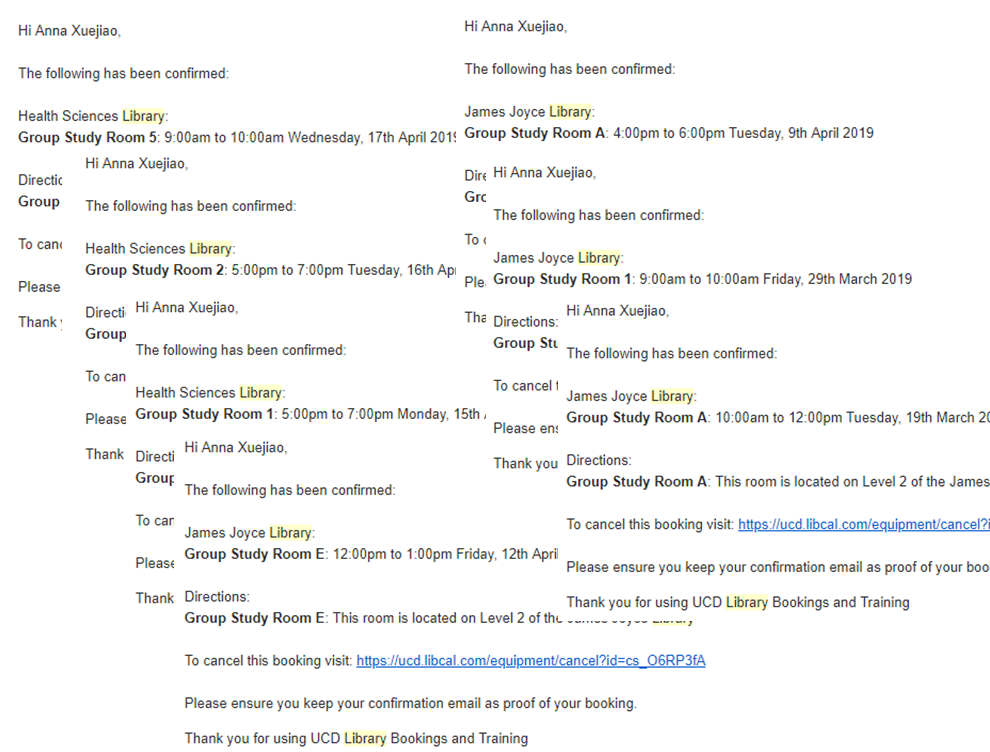 Hi Anna Xuejiao,
The following has been confirmed:
Health Sciences Library:
Group Study Room 5: 9:00am to 10:00am Wednesday, 17th April 2019
Group
Please
Thank
Hi Anna Xuejiao,
The following has been confirmed:
Health Sciences Library:
Group Study Room 2: 5:00pm to 7:00pm Tuesday, 16th Apr
Directi
Group
To can
Please
Thank
Hi Anna Xuejiao,
The following has been confirmed:
Health Sciences Library:
Group Study Room 1: 5:00pm to 7:00pm Monday, 15th
Directi
Group
To can
Please
Thank
Hi Anna Xuejiao,
The following has been confirmed:
James Joyce Library:
Group Study Room E: 12:00pm to 1:00pm Friday, 12th April
Directions:
Group Study Room E: This room is located on Level 2 of the James Joyce Library
To cancel this booking visit: https://ucd.libcal.com/equipment/cancel?id=cs_O6RP3fA
Please ensure you keep your confirmation email as proof of your booking.
Thank you for using UCD Library Bookings and Training
Hi Anna Xuejiao,
The following has been confirmed:
James Joyce Library:
Group Study Room A: 4:00pm to 6:00pm Tuesday, 9th April 2019
Dire
Gro
To
Hi Anna Xuejiao,
The following has been confirmed:
James Joyce Library:
Group Study Room 1: 9:00am to 10:00am Friday, 29th March 2019
Directions:
Group Stu
To cancel
Please ens
Thank you
Hi Anna Xuejiao,
The following has been confirmed:
James Joyce Library:
Group Study Room A: 10:00am to 12:00pm Tuesday, 19th March 20
Directions:
Group Study Room A: This room is located on Level 2 of the James
To cancel this booking visit: https://ucd.libcal.com/equipment/cancel?i
Please ensure you keep your confirmation email as proof of your boo
Thank you for using UCD Library Bookings and Training